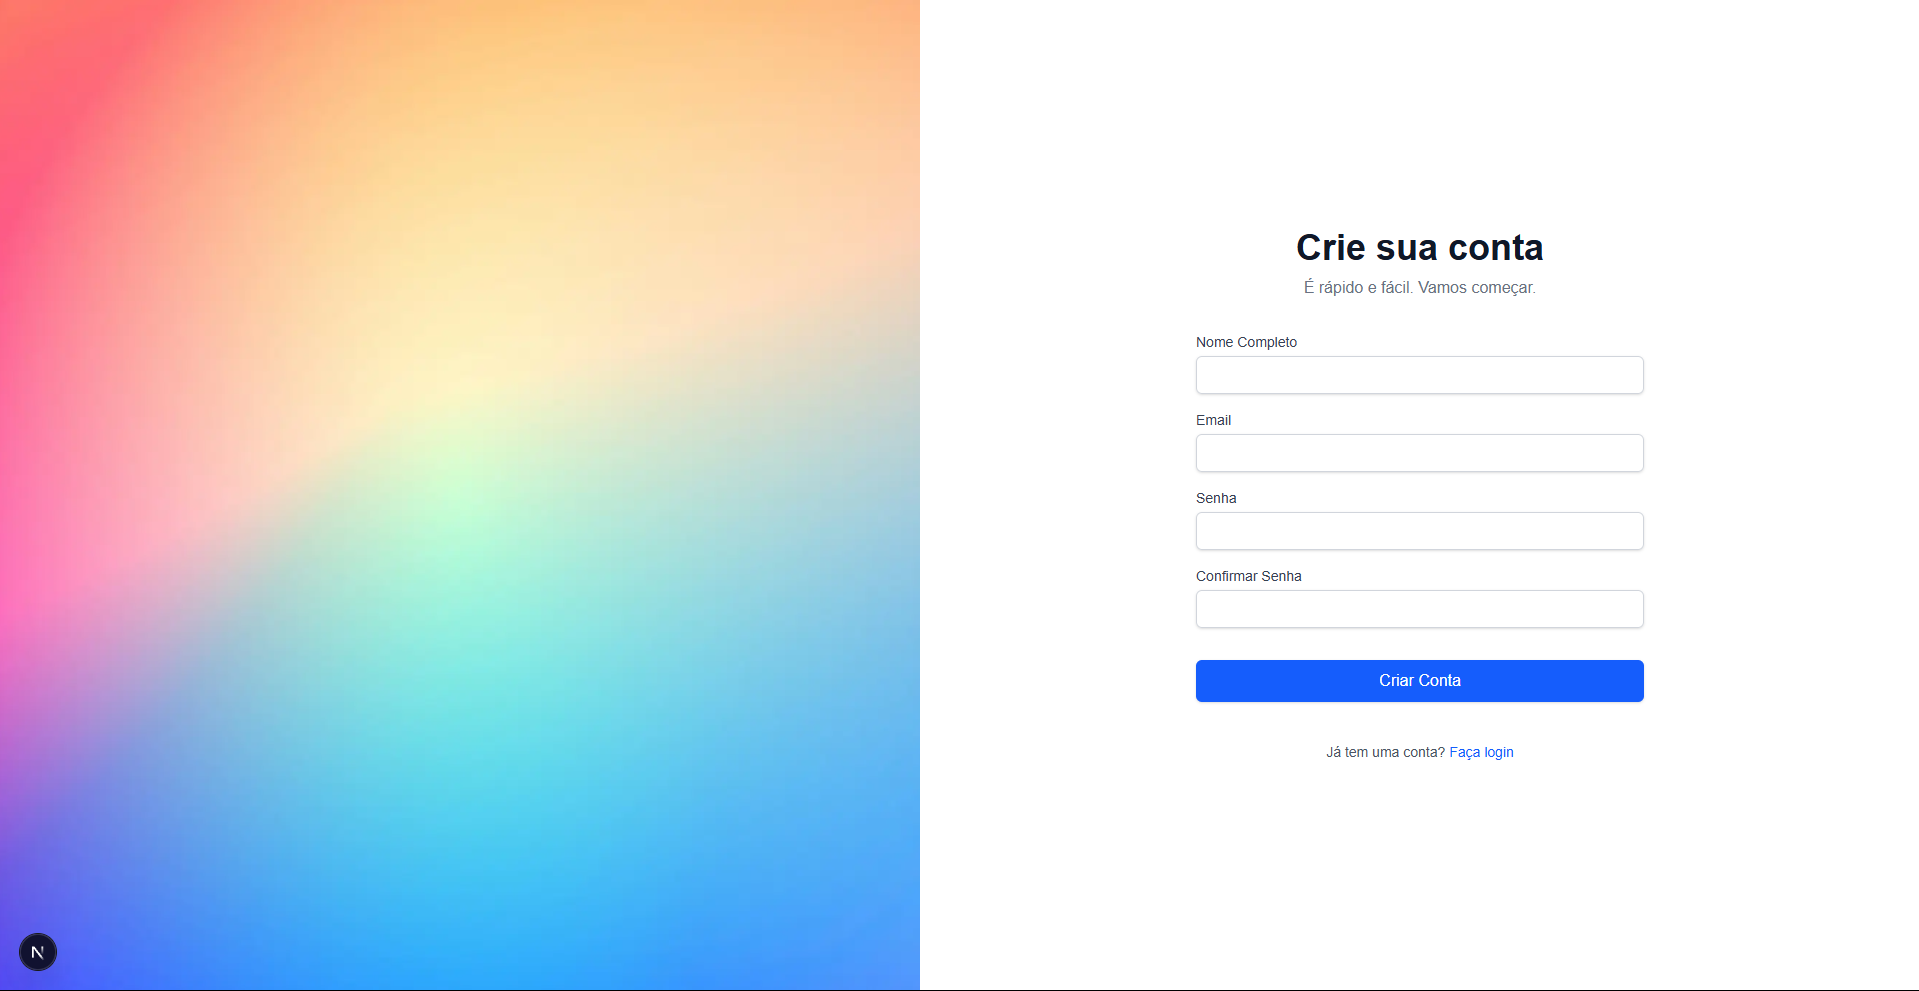 Crie sua conta
É rápido e fácil. Vamos começar.
Nome Completo
Email
Senha
Confirmar Senha
Criar Conta
Já tem uma conta? Faça login
N